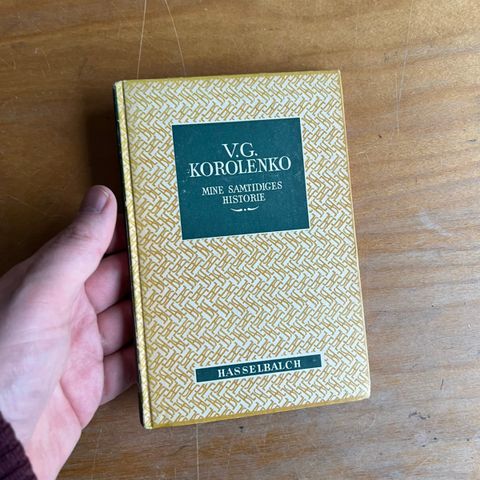 V.G.
KOROLENKO
MINE SAMTIDIGES
HISTORIE
HASSELBALCH